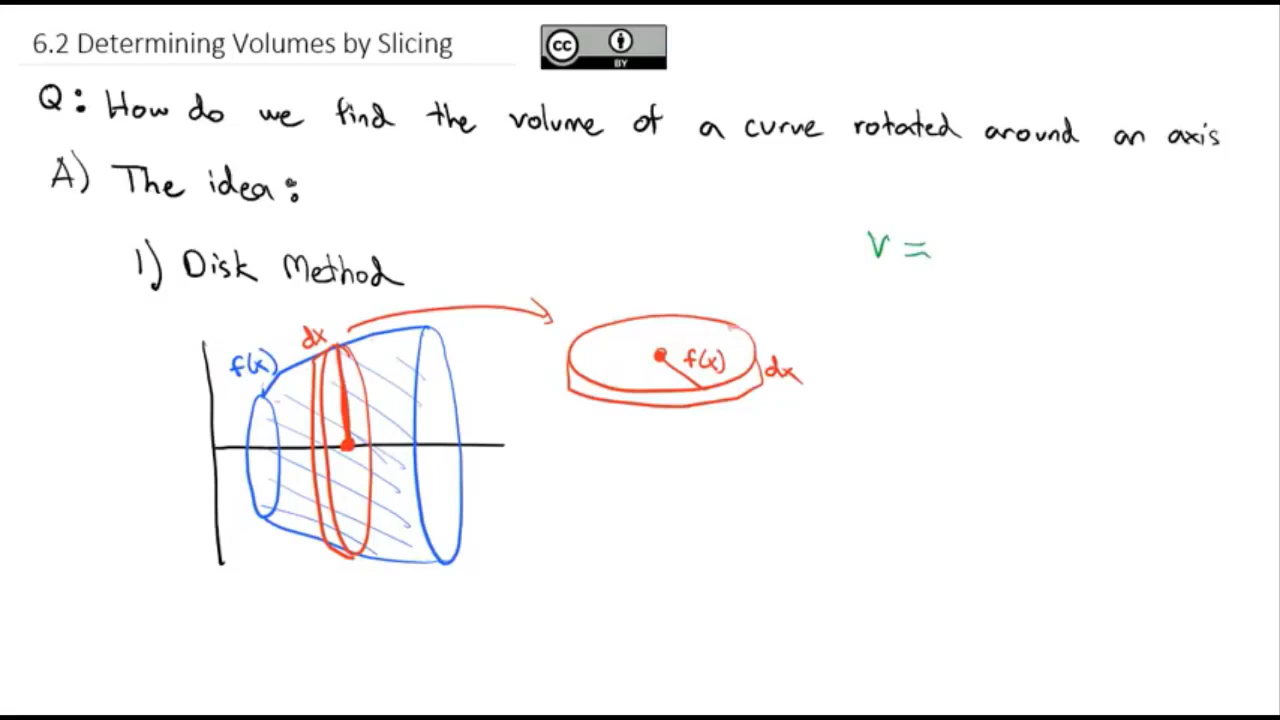 6.2 Determining Volumes by Slicing
cc BY
Q: How do we find the volume of a curve rotated around an axis
A) The idea:
V =
1) Disk Method
dx
f(x)
f(x)
dx